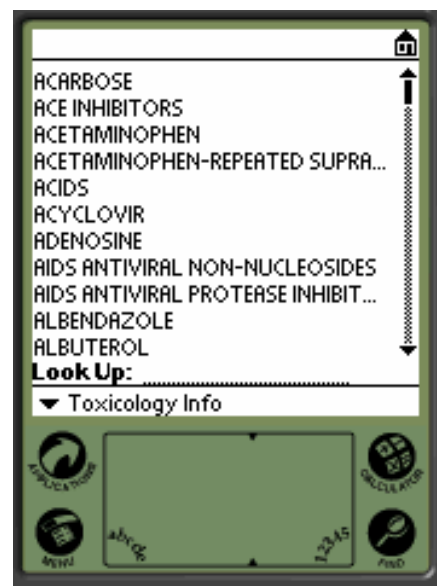 ACARBOSE
ACE INHIBITORS
ACETAMINOPHEN
ACETAMINOPHEN-REPEATED SUPRA...
ACIDS
ACYCLOVIR
ADENOSINE
AIDS ANTIVIRAL NON-NUCLEOSIDES
AIDS ANTIVIRAL PROTEASE INHIBIT...
ALBENDAZOLE
ALBUTEROL
Look Up:
Toxicology Info
APPLICATIONS
CALCULATOR
abcde
12345
MENU
FIND